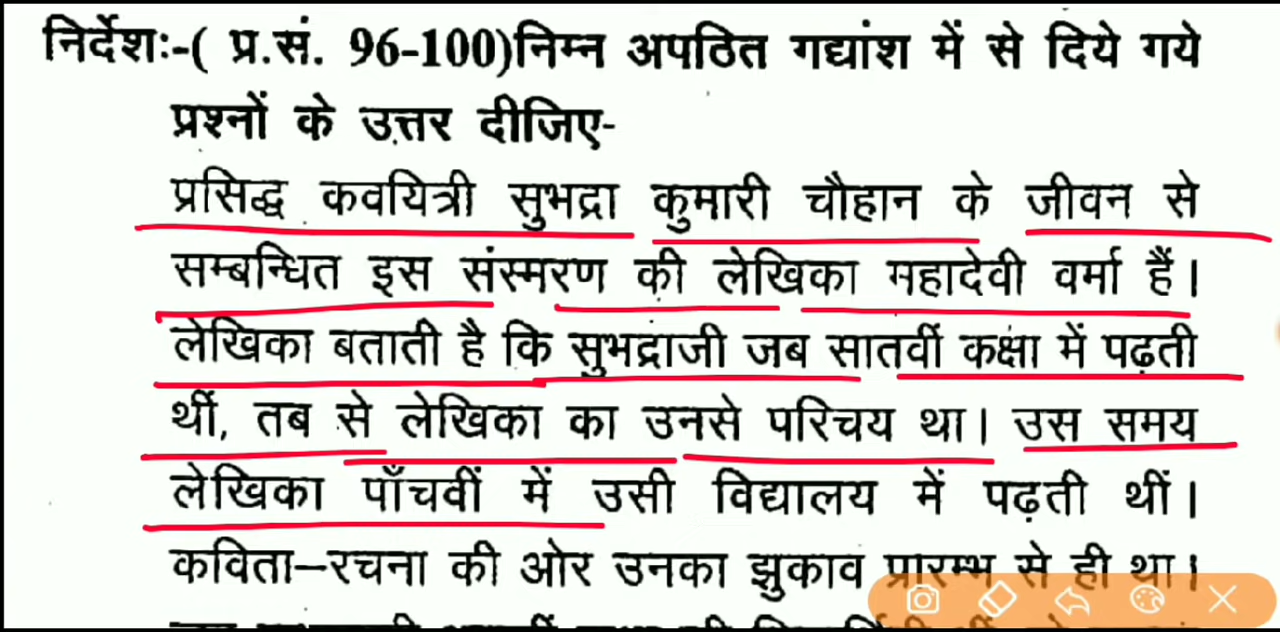 निर्देशः-( प्र.सं. 96-100)निम्न अपठित गद्यांश में से दिये गये
प्रश्नों के उत्तर दीजिए-
प्रसिद्ध कवयित्री सुभद्रा कुमारी चौहान के जीवन से
सम्बन्धित इस संस्मरण की लेखिका महादेवी वर्मा हैं।
लेखिका बताती है कि सुभद्राजी जब सातवीं कक्षा में पढ़ती
थीं, तब से लेखिका का उनसे परिचय था। उस समय
लेखिका पाँचवीं में उसी विद्यालय में पढ़ती थीं।
कविता–रचना की ओर उनका झुकाव प्रारम्भ से ही था।